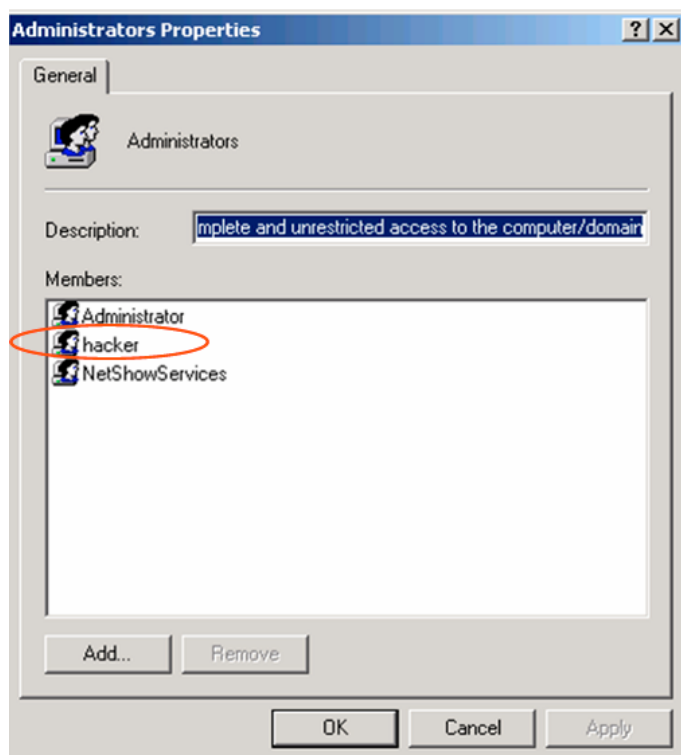 Administrators Properties
General
Administrators
Description: mplete and unrestricted access to the computer/domain
Members:
Administrator
hacker
NetShowServices
Add... Remove
OK Cancel Apply